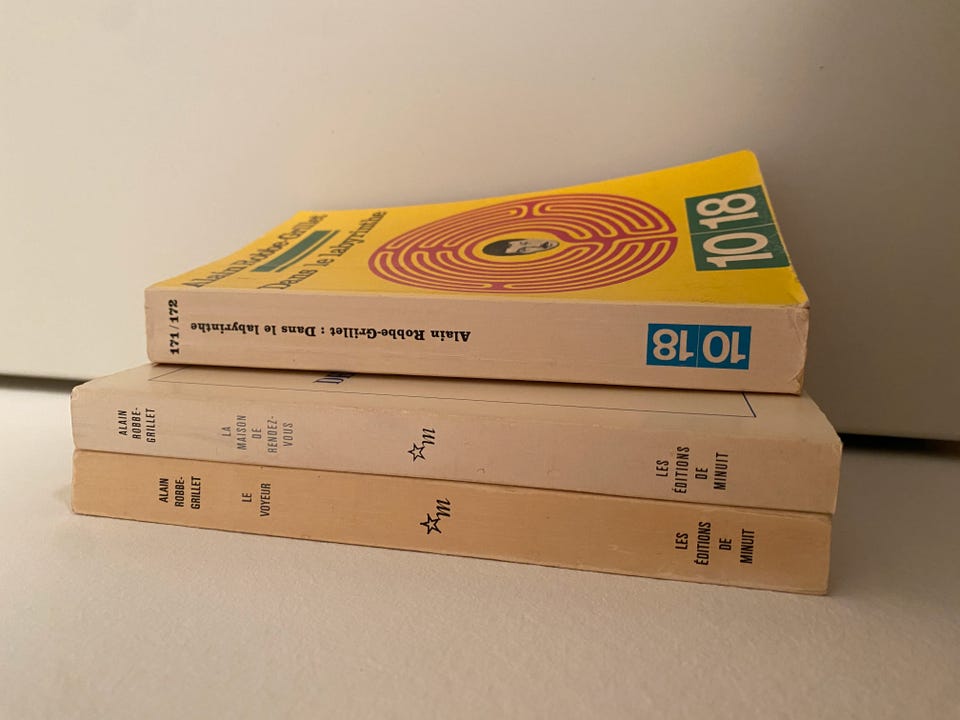 Alain Robbe-Grillet
Dans le labyrinthe
10 18
171/172
Alain Robbe-Grillet : Dans le labyrinthe
10 18
ALAIN
ROBBE-
GRILLET
LA
MAISON
DE
RENDEZ-
VOUS
m
LES
ÉDITIONS
DE
MINUIT
ALAIN
ROBBE-
GRILLET
LE
VOYEUR
m
LES
ÉDITIONS
DE
MINUIT